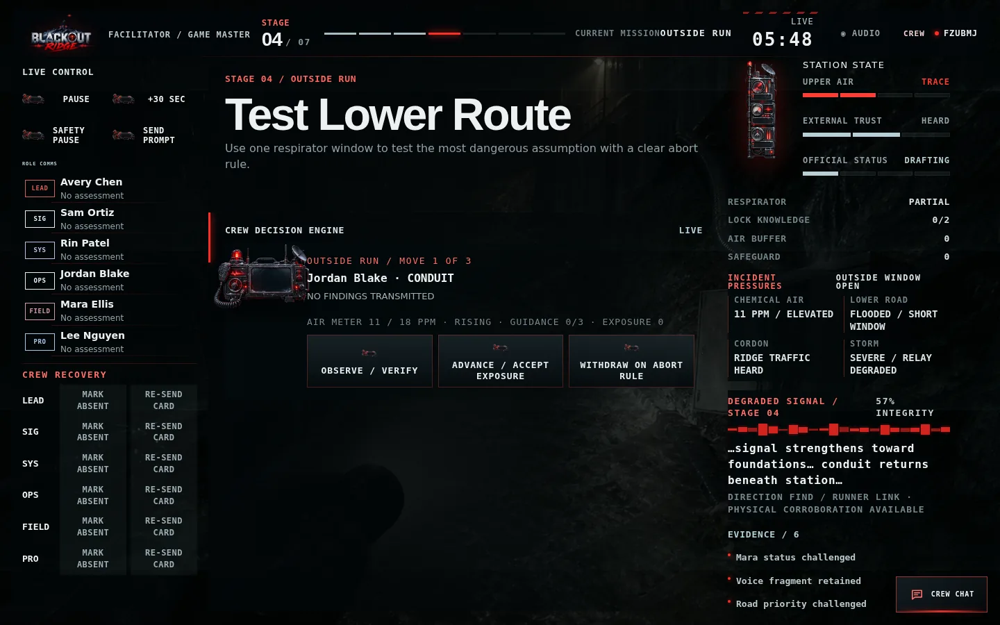 BLACKOUT
RIDGE
FACILITATOR / GAME MASTER
STAGE
04 / 07
CURRENT MISSION OUTSIDE RUN
LIVE
05:48
AUDIO
CREW FZUBMJ
LIVE CONTROL
PAUSE
+30 SEC
SAFETY
PAUSE
SEND
PROMPT
ROLE COMMS
LEAD
Avery Chen
No assessment
SIG
Sam Ortiz
No assessment
SYS
Rin Patel
No assessment
OPS
Jordan Blake
No assessment
FIELD
Mara Ellis
No assessment
PRO
Lee Nguyen
No assessment
CREW RECOVERY
LEAD
MARK
ABSENT
RE-SEND
CARD
SIG
MARK
ABSENT
RE-SEND
CARD
SYS
MARK
ABSENT
RE-SEND
CARD
OPS
MARK
ABSENT
RE-SEND
CARD
FIELD
MARK
ABSENT
RE-SEND
CARD
PRO
MARK
ABSENT
RE-SEND
CARD
STAGE 04 / OUTSIDE RUN
Test Lower Route
Use one respirator window to test the most dangerous assumption with a clear abort
rule.
CREW DECISION ENGINE
LIVE
OUTSIDE RUN / MOVE 1 OF 3
Jordan Blake · CONDUIT
NO FINDINGS TRANSMITTED
AIR METER 11 / 18 PPM · RISING · GUIDANCE 0/3 · EXPOSURE 0
OBSERVE / VERIFY
ADVANCE / ACCEPT
EXPOSURE
WITHDRAW ON ABORT
RULE
STATION STATE
UPPER AIR TRACE
EXTERNAL TRUST HEARD
OFFICIAL STATUS DRAFTING
RESPIRATOR PARTIAL
LOCK KNOWLEDGE 0/2
AIR BUFFER 0
SAFEGUARD 0
INCIDENT
PRESSURES
OUTSIDE WINDOW
OPEN
CHEMICAL AIR
11 PPM / ELEVATED
LOWER ROAD
FLOODED / SHORT
WINDOW
CORDON
RIDGE TRAFFIC
HEARD
STORM
SEVERE / RELAY
DEGRADED
DEGRADED SIGNAL /
STAGE 04
57%
INTEGRITY
…signal strengthens toward
foundations… conduit returns
beneath station…
DIRECTION FIND / RUNNER LINK ·
PHYSICAL CORROBORATION AVAILABLE
EVIDENCE / 6
Mara status challenged
Voice fragment retained
Road priority challenged
CREW CHAT